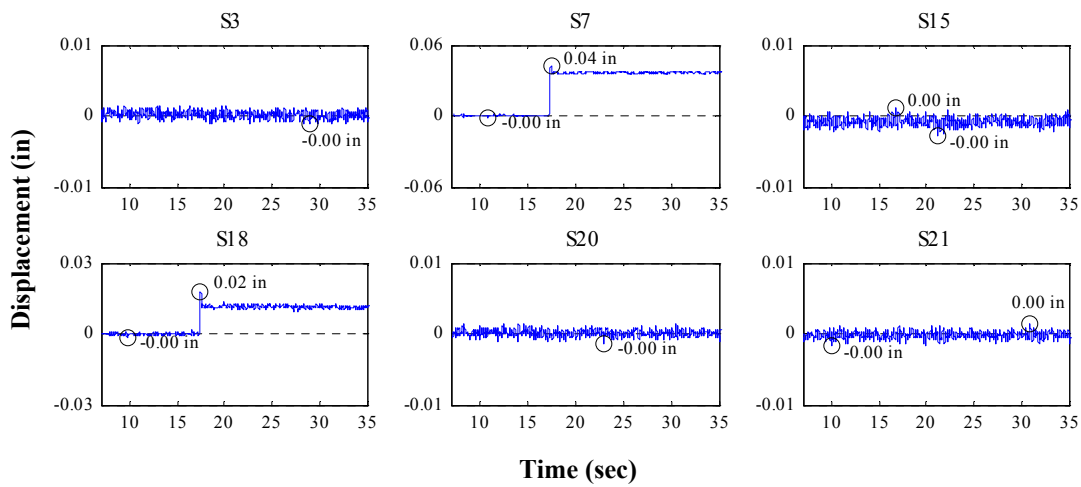 S3 S7 S15
0.01 0.06 0.01
0.04 in
0.00 in
0 0 0
-0.00 in -0.00 in -0.00 in
-0.01 -0.06 -0.01
10 15 20 25 30 35 10 15 20 25 30 35 10 15 20 25 30 35
Displacement (in)
S18 S20 S21
0.03 0.01 0.01
0.02 in 0.00 in
0 0 0
-0.00 in -0.00 in -0.00 in
-0.03 -0.01 -0.01
10 15 20 25 30 35 10 15 20 25 30 35 10 15 20 25 30 35
Time (sec)